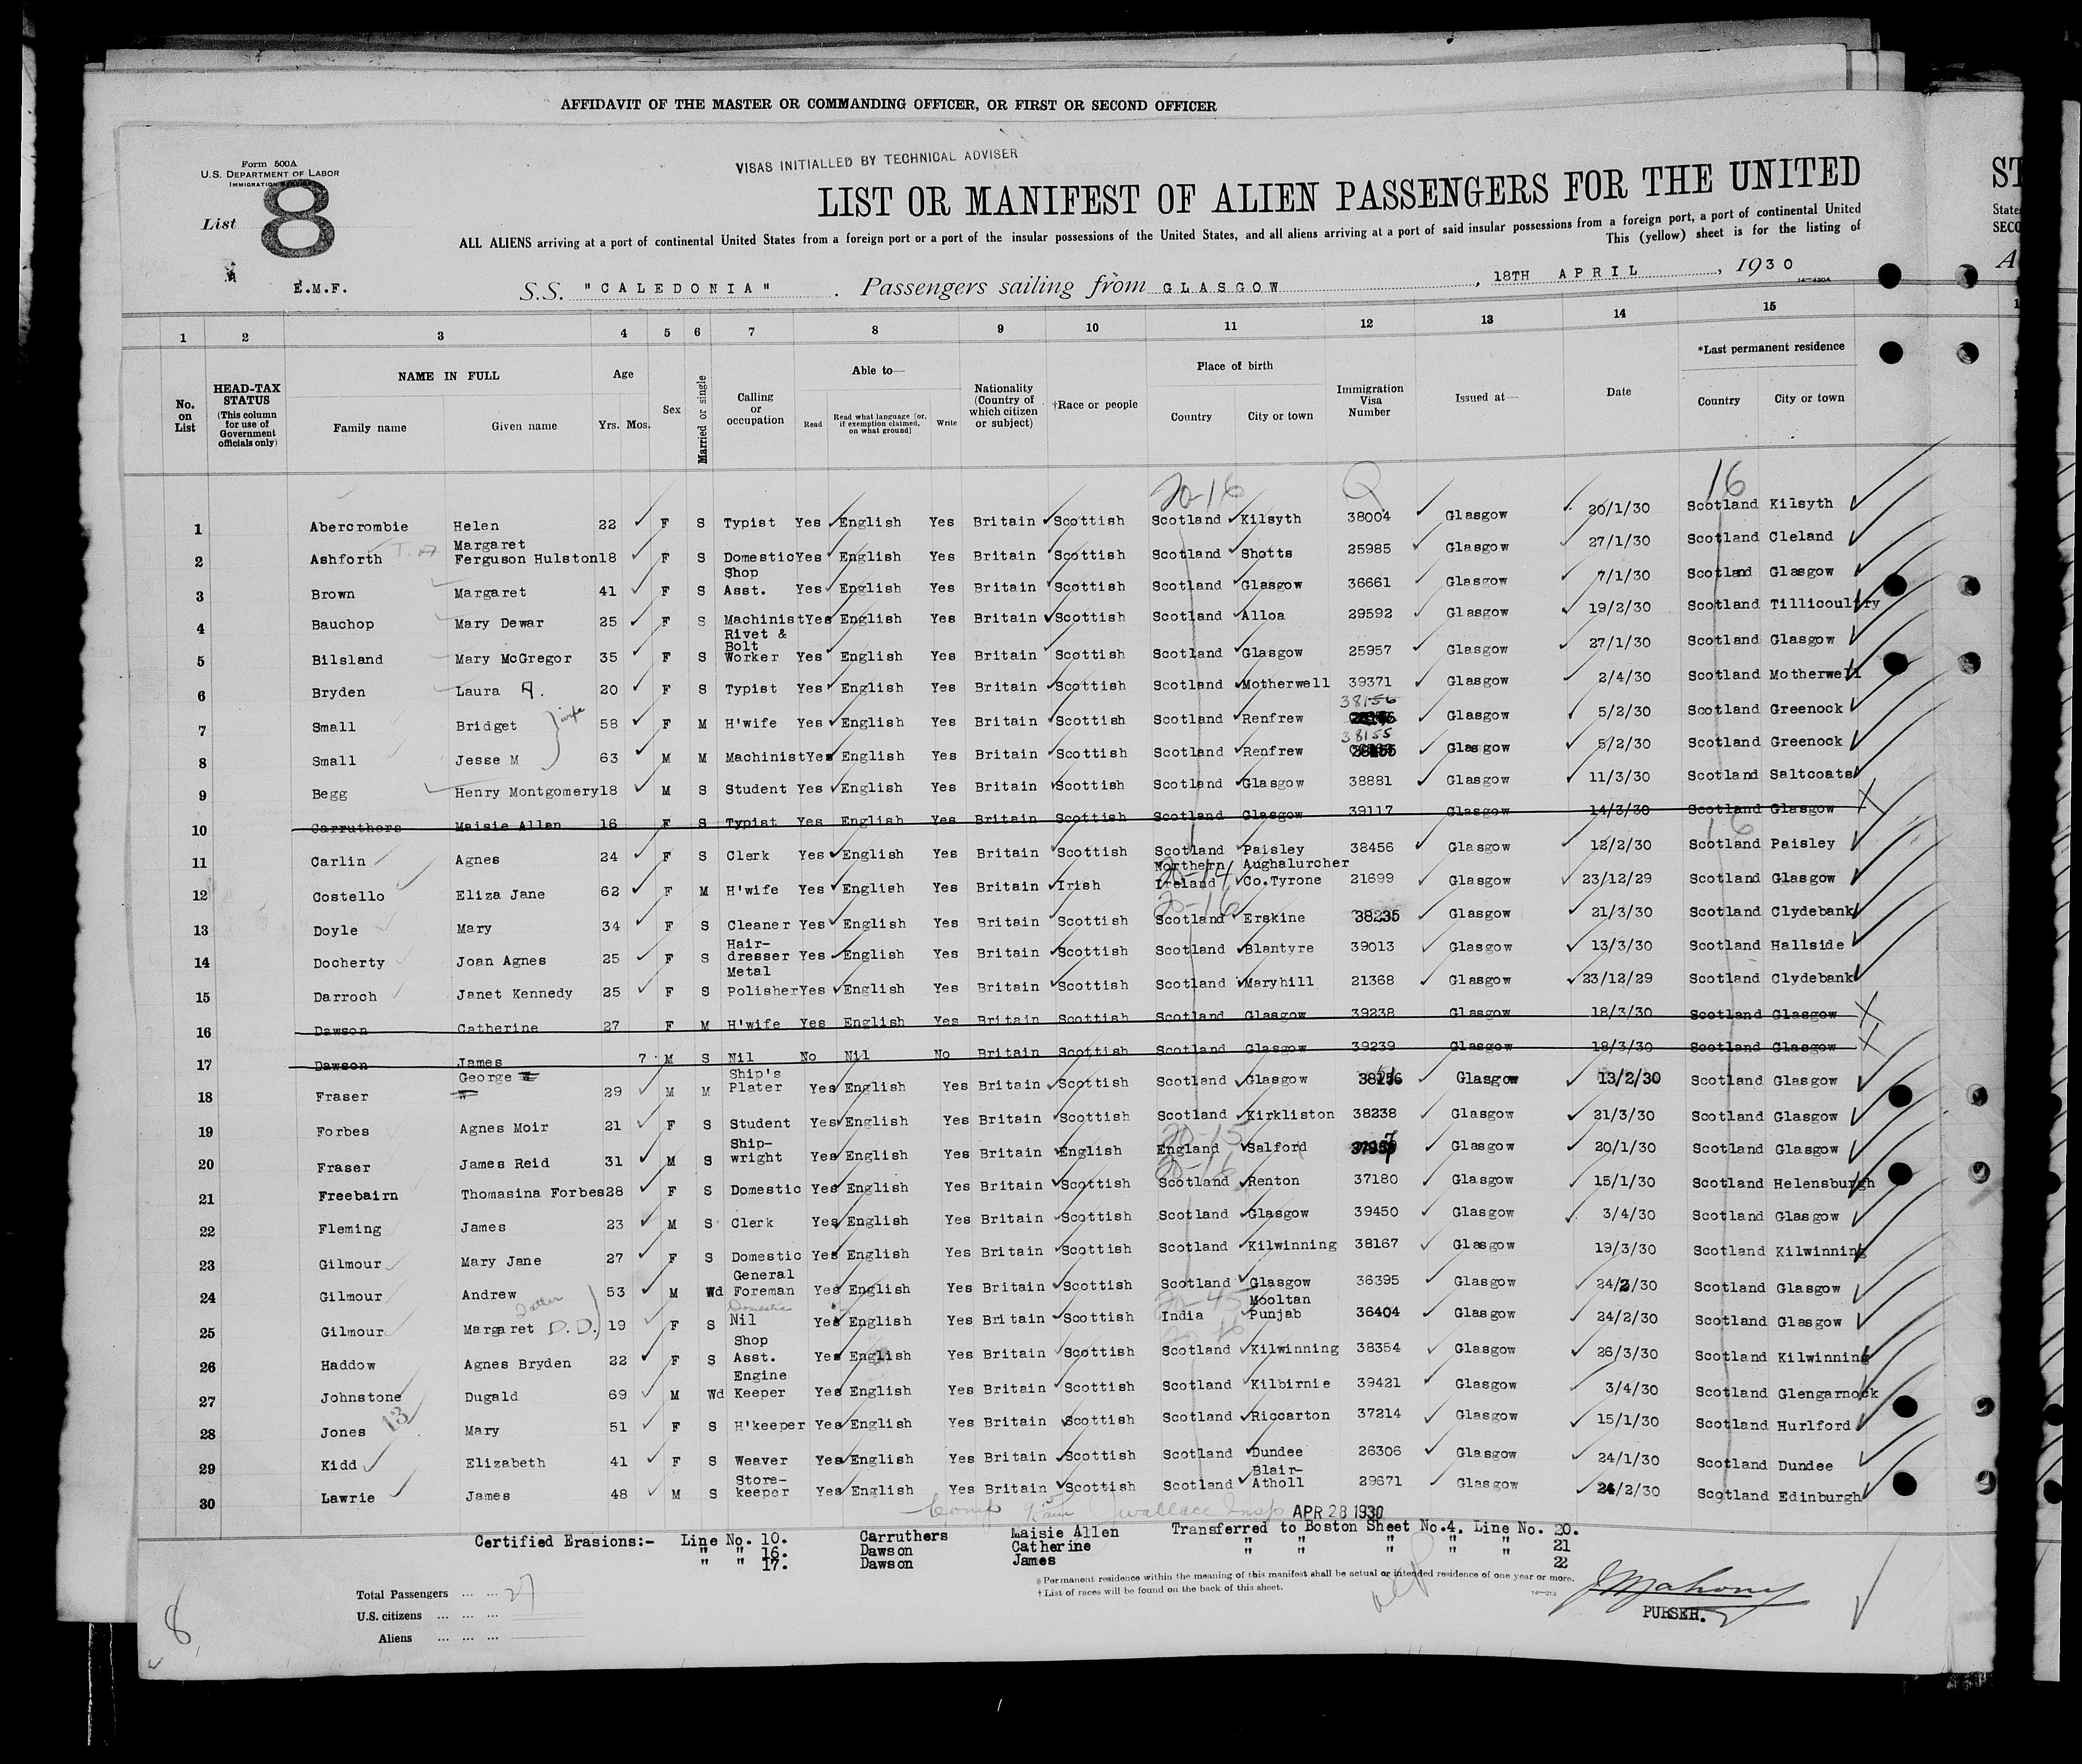 AFFIDAVIT OF THE MASTER OR COMMANDING OFFICER, OR FIRST OR SECOND OFFICER
Form 500A
U.S. DEPARTMENT OF LABOR
IMMIGRATION SERVICE
VISAS INITIALLED BY TECHNICAL ADVISER
List 8
LIST OR MANIFEST OF ALIEN PASSENGERS FOR THE UNITED
ALL ALIENS arriving at a port of continental United States from a foreign port or a port of the insular possessions of the United States, and all aliens arriving at a port of said insular possessions from a foreign port, a port of continental United
This (yellow) sheet is for the listing of
E.M.F.
S.S. "CALEDONIA" . Passengers sailing from GLASGOW, 18TH APRIL, 1930
14-430A
1 2 3 4 5 6 7 8 9 10 11 12 13 14 15
No. on List
HEAD-TAX STATUS (This column for use of Government officials only)
NAME IN FULL Family name Given name
Age Yrs. Mos.
Sex
Married or single
Calling or occupation
Able to— Read Read what language [or, if exemption claimed, on what ground] Write
Nationality (Country of which citizen or subject)
†Race or people
Place of birth Country City or town
Immigration Visa Number
Issued at—
Date
*Last permanent residence Country City or town
20-16 16
1 Abercrombie Helen 22 F S Typist Yes English Yes Britain Scottish Scotland Kilsyth 38004 Glasgow 20/1/30 Scotland Kilsyth
2 Ashforth Margaret Ferguson Hulston 18 F S Domestic Yes English Yes Britain Scottish Scotland Shotts 25985 Glasgow 27/1/30 Scotland Cleland
3 Brown Margaret 41 F S Shop Asst. Yes English Yes Britain Scottish Scotland Glasgow 36661 Glasgow 7/1/30 Scotland Glasgow
4 Bauchop Mary Dewar 25 F S Machinist Yes English Yes Britain Scottish Scotland Alloa 29592 Glasgow 19/2/30 Scotland Tillicoultry
5 Bilsland Mary McGregor 35 F S Rivet & Bolt Worker Yes English Yes Britain Scottish Scotland Glasgow 25957 Glasgow 27/1/30 Scotland Glasgow
6 Bryden Laura A. 20 F S Typist Yes English Yes Britain Scottish Scotland Motherwell 39371 Glasgow 2/4/30 Scotland Motherwell
7 Small Bridget wife 58 F M H'wife Yes English Yes Britain Scottish Scotland Renfrew 38156 Glasgow 5/2/30 Scotland Greenock
8 Small Jesse M 63 M M Machinist Yes English Yes Britain Scottish Scotland Renfrew 38155 Glasgow 5/2/30 Scotland Greenock
9 Begg Henry Montgomery 18 M S Student Yes English Yes Britain Scottish Scotland Glasgow 38881 Glasgow 11/3/30 Scotland Saltcoats
10 Carruthers Maisie Allan 16 F S Typist Yes English Yes Britain Scottish Scotland Glasgow 39117 Glasgow 14/3/30 Scotland Glasgow
16
11 Carlin Agnes 24 F S Clerk Yes English Yes Britain Scottish Scotland Paisley 38456 Glasgow 12/2/30 Scotland Paisley
12 Costello Eliza Jane 62 F M H'wife Yes English Yes Britain Irish Northern Ireland Aughalurcher Co.Tyrone 21699 Glasgow 23/12/29 Scotland Glasgow
20-16
13 Doyle Mary 34 F S Cleaner Yes English Yes Britain Scottish Scotland Erskine 38235 Glasgow 21/3/30 Scotland Clydebank
14 Docherty Joan Agnes 25 F S Hair-dresser Yes English Yes Britain Scottish Scotland Blantyre 39013 Glasgow 13/3/30 Scotland Hallside
15 Darroch Janet Kennedy 25 F S Metal Polisher Yes English Yes Britain Scottish Scotland Maryhill 21368 Glasgow 23/12/29 Scotland Clydebank
16 Dawson Catherine 27 F M H'wife Yes English Yes Britain Scottish Scotland Glasgow 39238 Glasgow 18/3/30 Scotland Glasgow
17 Dawson James 7 M S Nil No Nil No Britain Scottish Scotland Glasgow 39239 Glasgow 18/3/30 Scotland Glasgow
18 Fraser George W 29 M M Ship's Plater Yes English Yes Britain Scottish Scotland Glasgow Glasgow 13/2/30 Scotland Glasgow
19 Forbes Agnes Moir 21 F S Student Yes English Yes Britain Scottish Scotland Kirkliston 38238 Glasgow 21/3/30 Scotland Glasgow
20-15
20 Fraser James Reid 31 M S Ship-wright Yes English Yes Britain English England Salford Glasgow 20/1/30 Scotland Glasgow
20-16
21 Freebairn Thomasina Forbes 28 F S Domestic Yes English Yes Britain Scottish Scotland Renton 37180 Glasgow 15/1/30 Scotland Helensburgh
22 Fleming James 23 M S Clerk Yes English Yes Britain Scottish Scotland Glasgow 39450 Glasgow 3/4/30 Scotland Glasgow
23 Gilmour Mary Jane 27 F S Domestic Yes English Yes Britain Scottish Scotland Kilwinning 38167 Glasgow 19/3/30 Scotland Kilwinning
24 Gilmour Andrew 53 M Wd General Foreman Yes English Yes Britain Scottish Scotland Glasgow 36395 Glasgow 24/2/30 Scotland Glasgow
20-45
25 Gilmour Margaret D.D. 19 F S Domestic Nil Yes English Yes Britain Scottish India Mooltan Punjab 36404 Glasgow 24/2/30 Scotland Glasgow
26 Haddow Agnes Bryden 22 F S Shop Asst. Yes English Yes Britain Scottish Scotland Kilwinning 38354 Glasgow 26/3/30 Scotland Kilwinning
27 Johnstone Dugald 69 M Wd Engine Keeper Yes English Yes Britain Scottish Scotland Kilbirnie 39421 Glasgow 3/4/30 Scotland Glengarnock
28 Jones 13 Mary 51 F S H'keeper Yes English Yes Britain Scottish Scotland Riccarton 37214 Glasgow 15/1/30 Scotland Hurlford
29 Kidd Elizabeth 41 F S Weaver Yes English Yes Britain Scottish Scotland Dundee 26306 Glasgow 24/1/30 Scotland Dundee
30 Lawrie James 48 M S Store-keeper Yes English Yes Britain Scottish Scotland Blair-Atholl 29671 Glasgow 24/2/30 Scotland Edinburgh
Comp Wallace Insp APR 28 1930
Certified Erasions:- Line No. 10. Carruthers Maisie Allen Transferred to Boston Sheet No.4. Line No. 20.
" " 16. Dawson Catherine " " " " " 21
" " 17. Dawson James " " " " " 22
* Permanent residence within the meaning of this manifest shall be actual or intended residence of one year or more.
† List of races will be found on the back of this sheet.
14-213
Total Passengers ... ... 27
U.S. citizens ... ... ...
Aliens ... ... ...
8
J Mahony
PURSER.